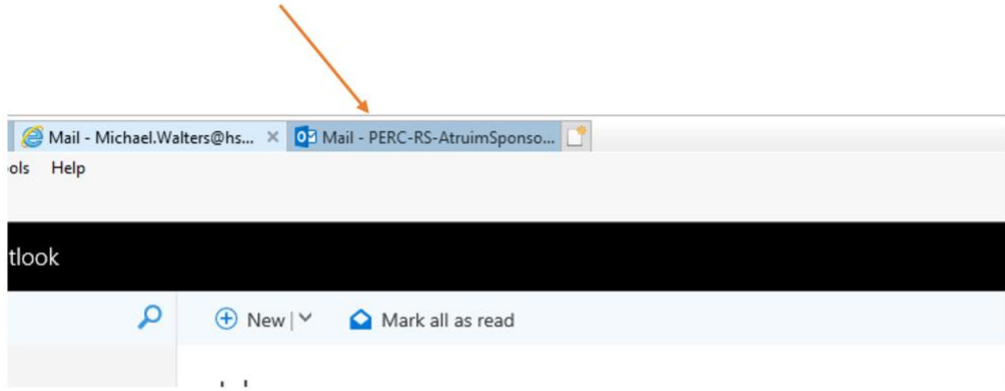 Mail - Michael.Walters@hs... Mail - PERC-RS-AtruimSponso...
ols Help
tlook
New Mark all as read